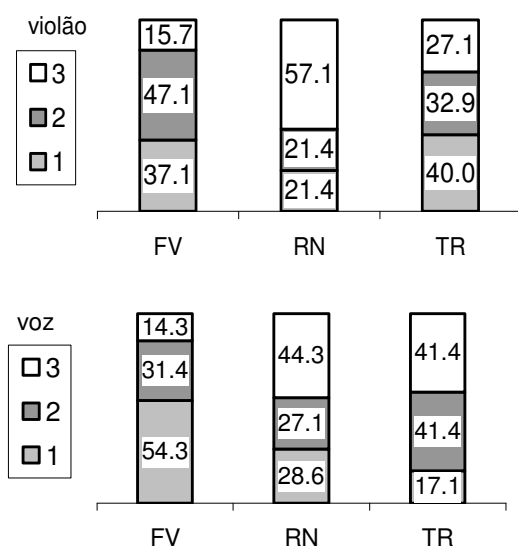 violão
3
2
1
15.7 57.1 27.1
47.1 21.4 32.9
37.1 21.4 40.0
FV RN TR
voz
3
2
1
14.3 44.3 41.4
31.4 27.1 41.4
54.3 28.6 17.1
FV RN TR